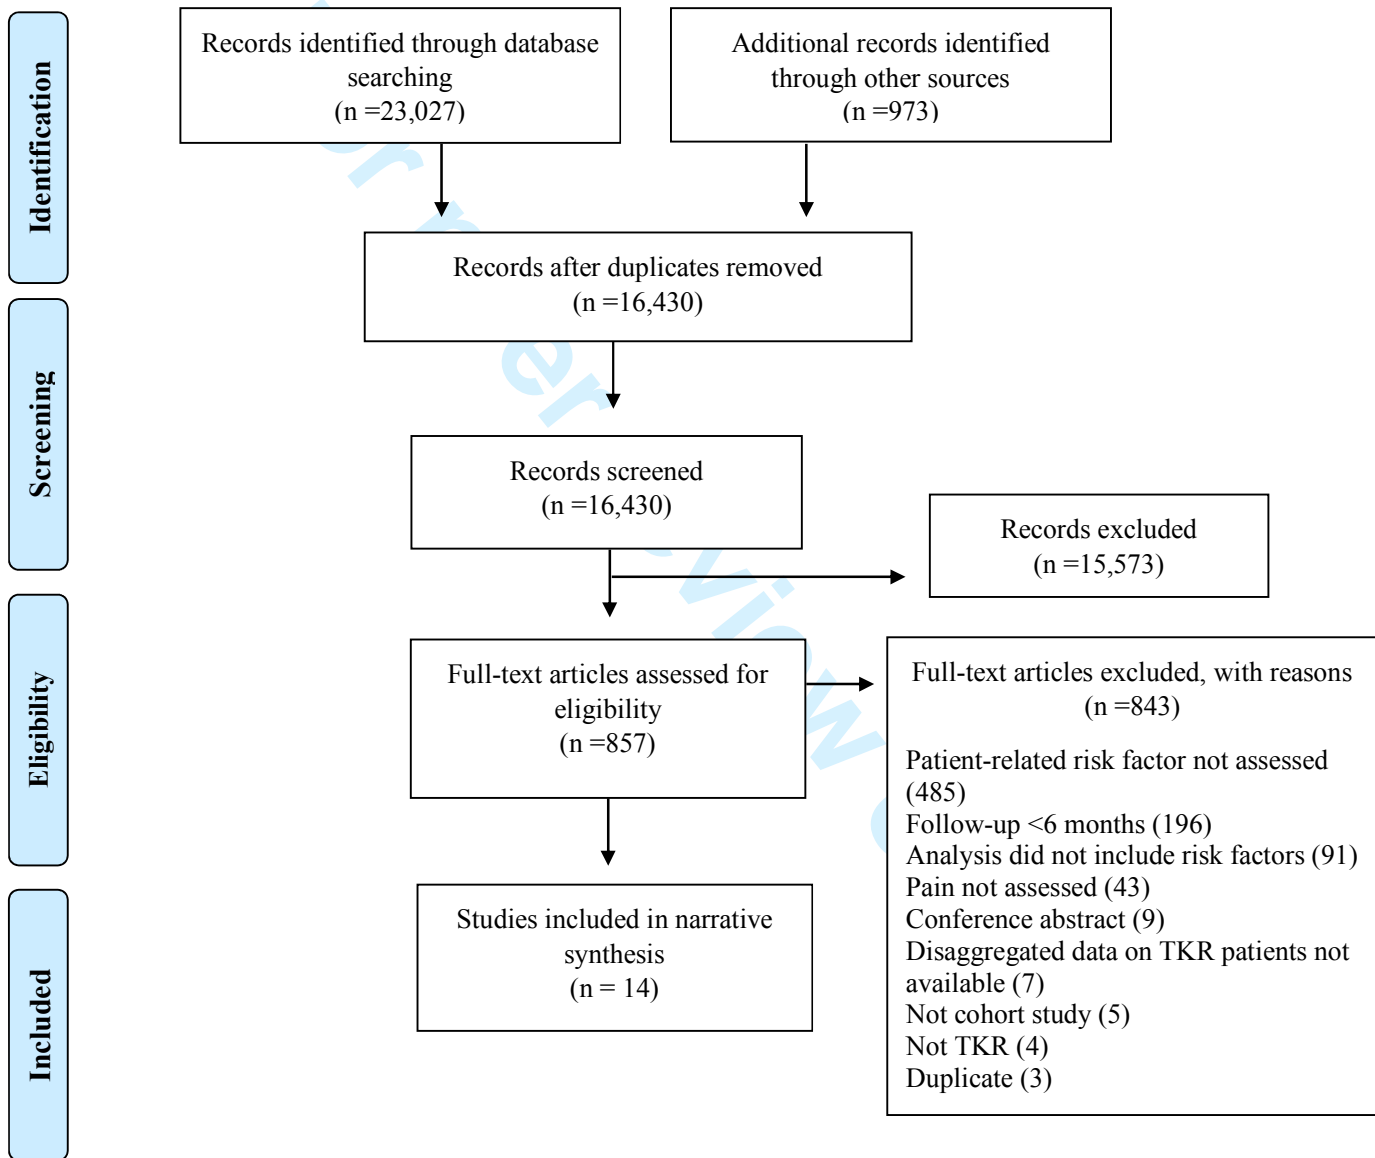 Identification
Records identified through database
searching
(n =23,027)
Additional records identified
through other sources
(n =973)
Records after duplicates removed
(n =16,430)
Screening
Records screened
(n =16,430)
Records excluded
(n =15,573)
Eligibility
Full-text articles assessed for
eligibility
(n =857)
Full-text articles excluded, with reasons
(n =843)
Patient-related risk factor not assessed
(485)
Follow-up <6 months (196)
Analysis did not include risk factors (91)
Pain not assessed (43)
Conference abstract (9)
Disaggregated data on TKR patients not
available (7)
Not cohort study (5)
Not TKR (4)
Duplicate (3)
Included
Studies included in narrative
synthesis
(n = 14)